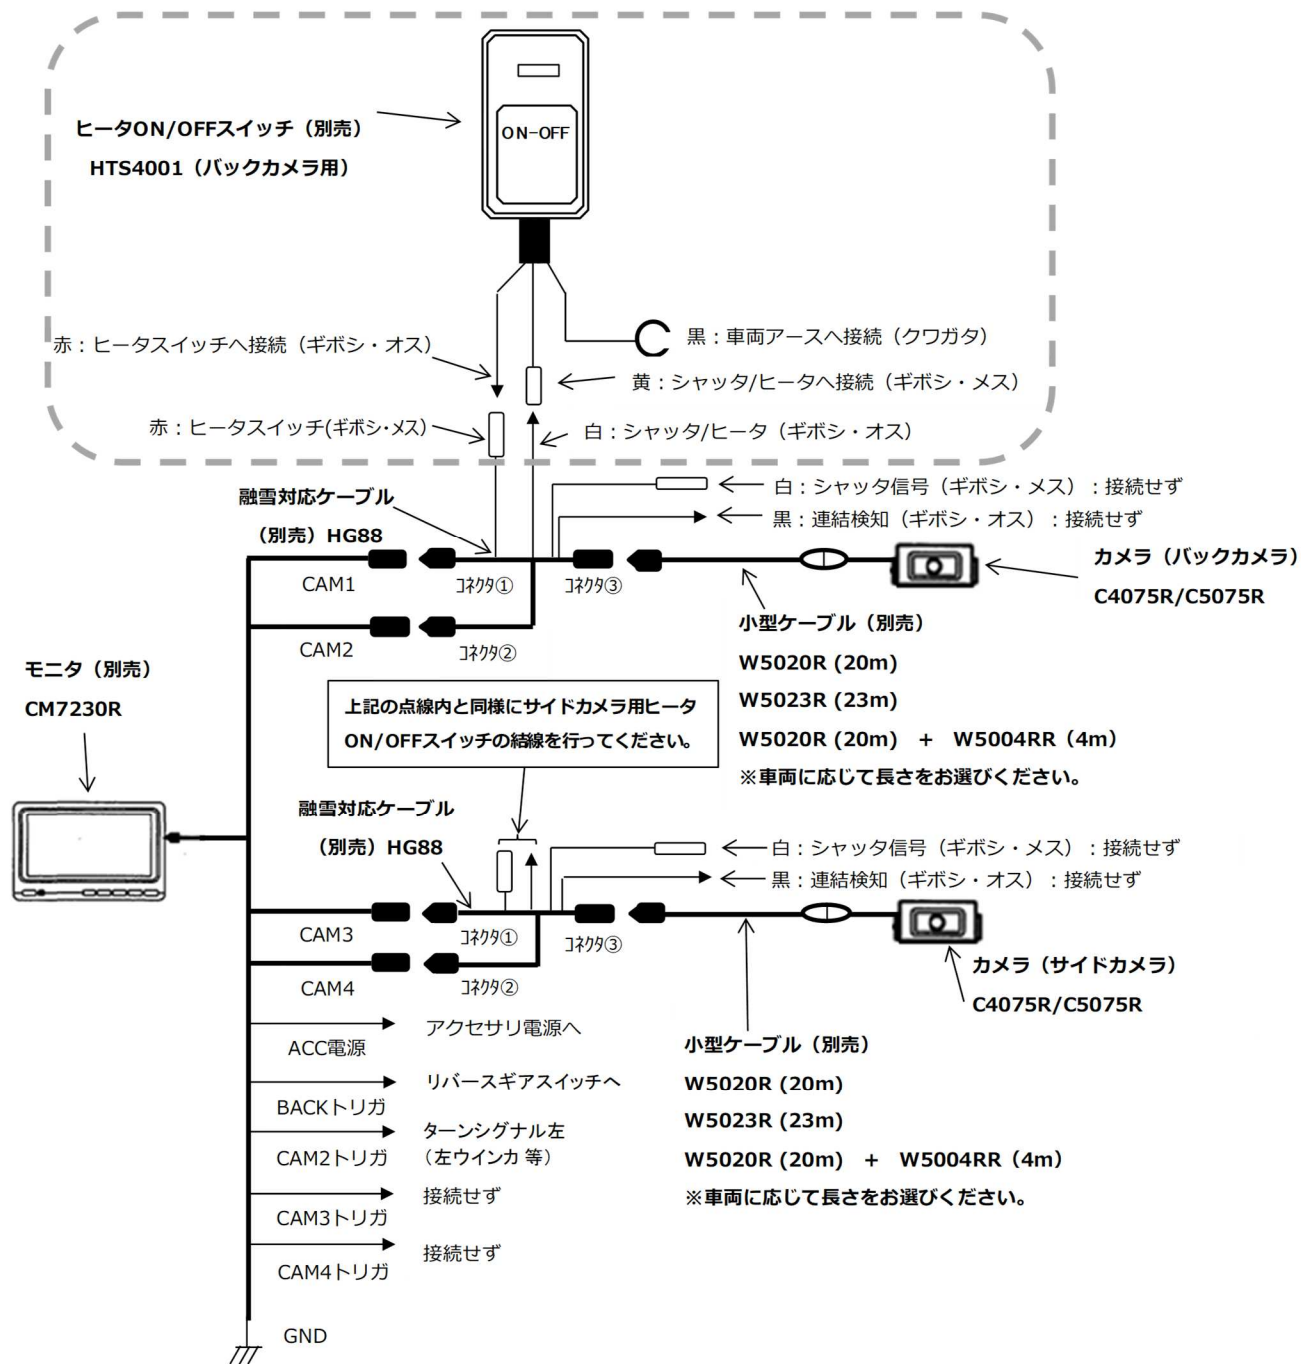 ON-OFF
ヒータON/OFFスイッチ（別売）
HTS4001（バックカメラ用）
赤：ヒータスイッチへ接続（ギボシ・オス）
黒：車両アースへ接続（クワガタ）
黄：シャッタ/ヒータへ接続（ギボシ・メス）
赤：ヒータスイッチ(ギボシ・メス)
白：シャッタ/ヒータ（ギボシ・オス）
融雪対応ケーブル
（別売）HG88
白：シャッタ信号（ギボシ・メス）：接続せず
黒：連結検知（ギボシ・オス）：接続せず
CAM1
コネクタ①
コネクタ③
カメラ（バックカメラ）
C4075R/C5075R
CAM2
コネクタ②
小型ケーブル（別売）
W5020R (20m)
W5023R (23m)
W5020R (20m) + W5004RR（4m）
※車両に応じて長さをお選びください。
モニタ（別売）
CM7230R
上記の点線内と同様にサイドカメラ用ヒータ
ON/OFFスイッチの結線を行ってください。
融雪対応ケーブル
（別売）HG88
白：シャッタ信号（ギボシ・メス）：接続せず
黒：連結検知（ギボシ・オス）：接続せず
CAM3
コネクタ①
コネクタ③
CAM4
コネクタ②
カメラ（サイドカメラ）
C4075R/C5075R
ACC電源
アクセサリ電源へ
小型ケーブル（別売）
W5020R (20m)
W5023R (23m)
W5020R (20m) + W5004RR（4m）
※車両に応じて長さをお選びください。
BACKトリガ
リバースギアスイッチへ
CAM2トリガ
ターンシグナル左
（左ウインカ 等）
CAM3トリガ
接続せず
CAM4トリガ
接続せず
GND